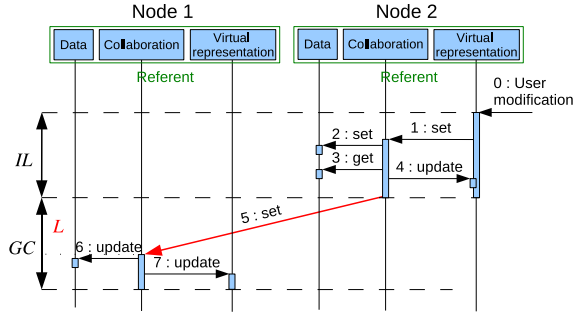 Node 1
Node 2
Data
Collaboration
Virtual
representation
Data
Collaboration
Virtual
representation
Referent
Referent
0 : User
modification
1 : set
2 : set
3 : get
4 : update
IL
5 : set
L
GC
6 : update
7 : update